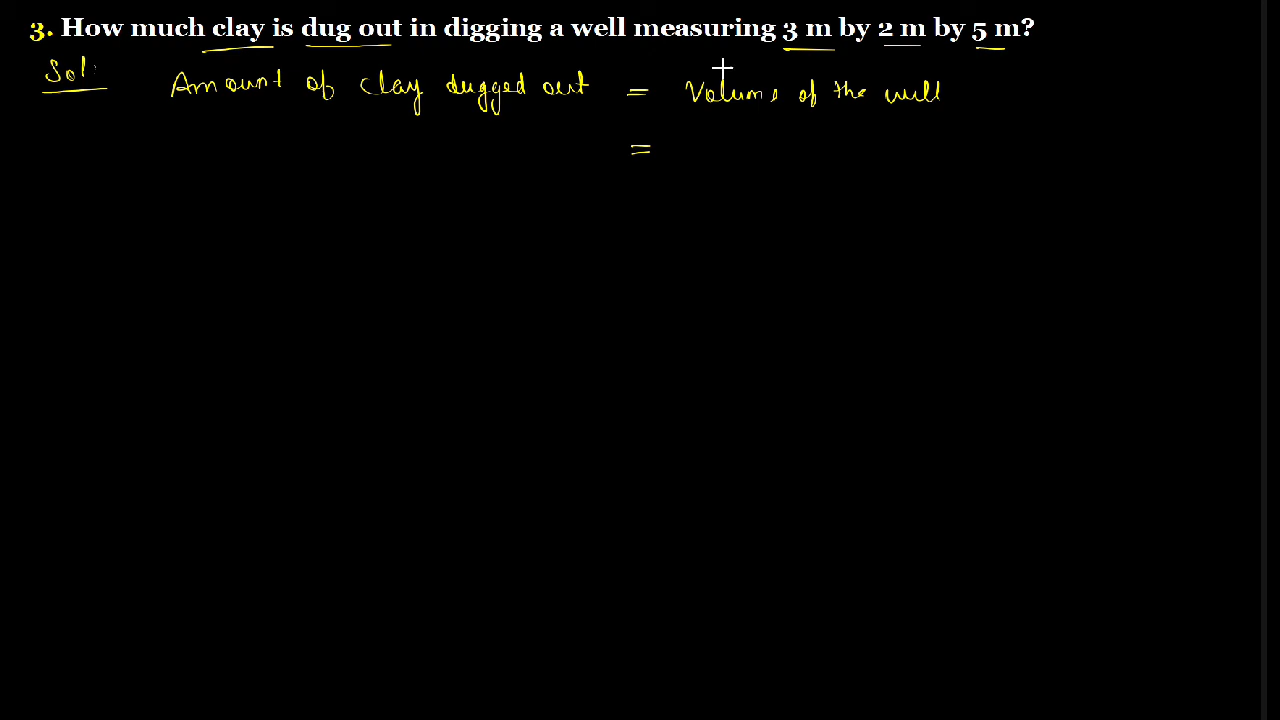 3. How much clay is dug out in digging a well measuring 3 m by 2 m by 5 m?
Sol:
Amount of clay dugged out = Volume of the well
=